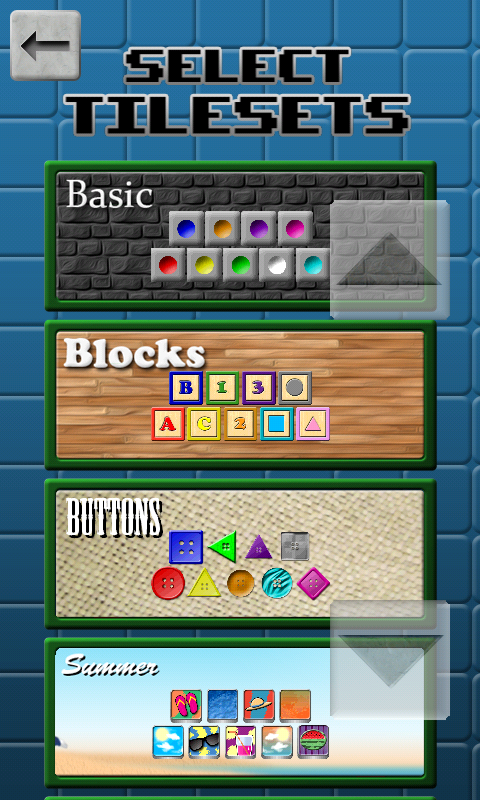 SELECT
TILESETS
Basic
Blocks
B 1 3
A C 2
BUTTONS
Summer